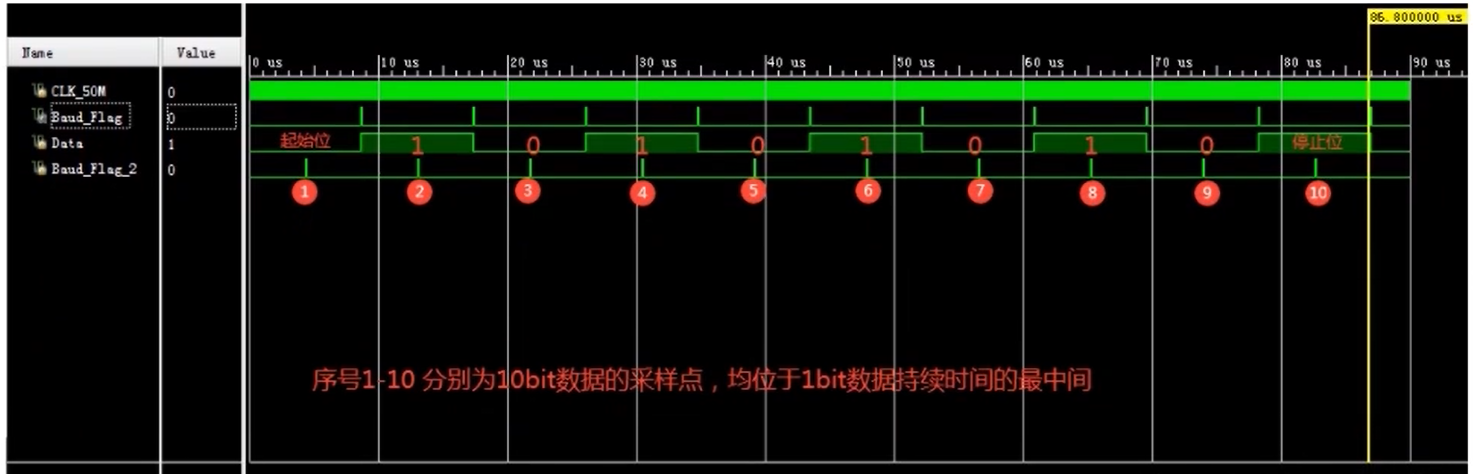 86.800000 us
Name Value
0 us 10 us 20 us 30 us 40 us 50 us 60 us 70 us 80 us 90 us
CLK_50M 0
Baud_Flag 0
Data 1 起始位 1 0 1 0 1 0 1 0 停止位
Baud_Flag_2 0
1 2 3 4 5 6 7 8 9 10
序号1-10 分别为10bit数据的采样点，均位于1bit数据持续时间的最中间